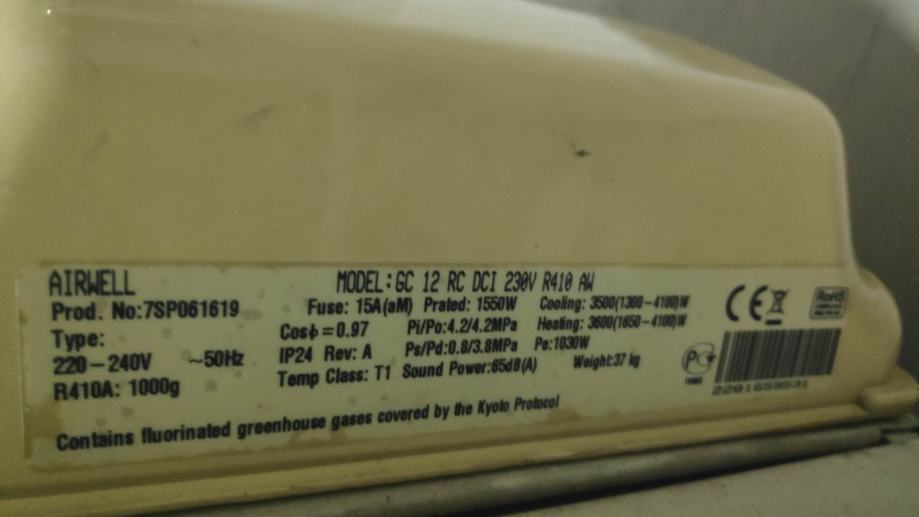 AIRWELL MODEL: GC 12 RC DCI 230V R410 AW
Prod. No:7SP061619 Fuse: 15A(aM) Prated: 1550W Cooling: 3500(1300-4100)W
Type: Cosϕ=0.97 Pi/Po:4.2/4.2MPa Heating: 3600(1650-4100)W
220-240V ~50Hz IP24 Rev: A Ps/Pd:0.8/3.8MPa Pe:1030W
R410A: 1000g Temp Class: T1 Sound Power:65dB(A) Weight:37 kg
Contains fluorinated greenhouse gases covered by the Kyoto Protocol
CE
RoHS
2201659531